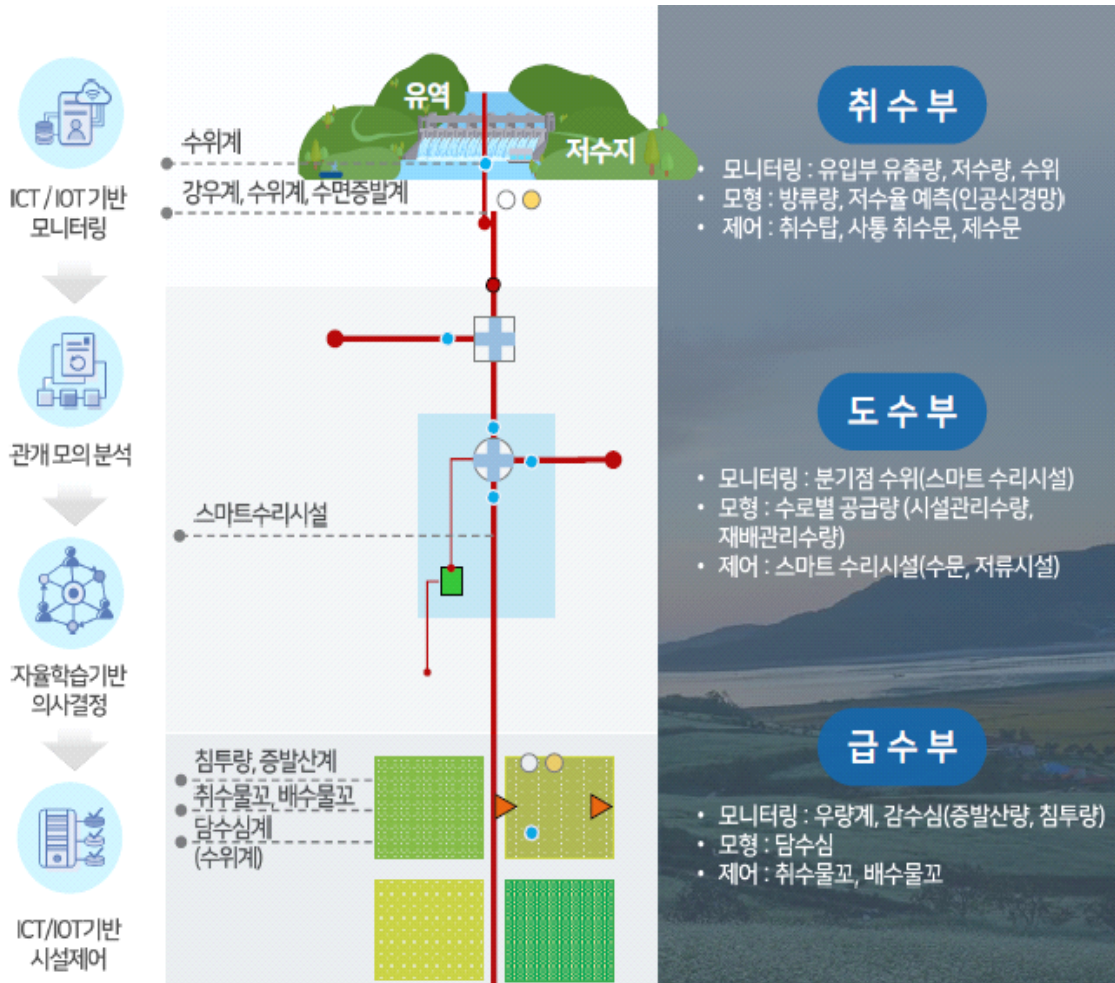 ICT / IOT 기반
모니터링
관개 모의 분석
자율학습기반
의사결정
ICT/IOT기반
시설제어
유역
저수지
수위계
강우계, 수위계, 수면증발계
스마트수리시설
침투량, 증발산계
취수물꼬, 배수물꼬
담수심계
(수위계)
취 수 부
• 모니터링 : 유입부 유출량, 저수량, 수위
• 모형 : 방류량, 저수율 예측(인공신경망)
• 제어 : 취수탑, 사통 취수문, 제수문
도 수 부
• 모니터링 : 분기점 수위(스마트 수리시설)
• 모형 : 수로별 공급량 (시설관리수량,
재배관리수량)
• 제어 : 스마트 수리시설(수문, 저류시설)
급 수 부
• 모니터링 : 우량계, 감수심(증발산량, 침투량)
• 모형 : 담수심
• 제어 : 취수물꼬, 배수물꼬